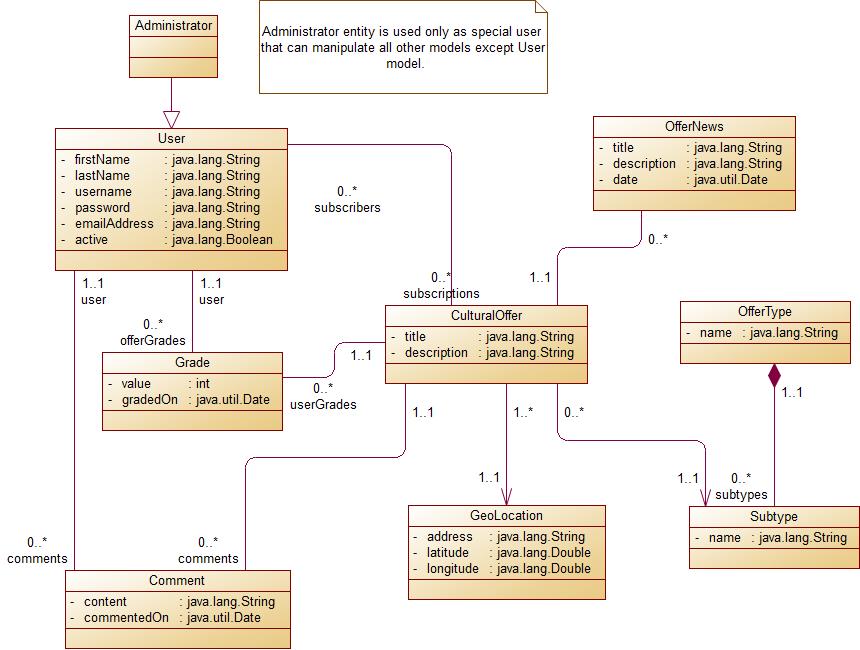 Administrator
Administrator entity is used only as special user
that can manipulate all other models except User
model.
User
- firstName : java.lang.String
- lastName : java.lang.String
- username : java.lang.String
- password : java.lang.String
- emailAddress : java.lang.String
- active : java.lang.Boolean
OfferNews
- title : java.lang.String
- description : java.lang.String
- date : java.util.Date
0..*
subscribers
0..*
1..1
user
1..1
user
0..*
subscriptions
1..1
0..*
offerGrades
CulturalOffer
- title : java.lang.String
- description : java.lang.String
OfferType
- name : java.lang.String
Grade
- value : int
- gradedOn : java.util.Date
1..1
0..*
userGrades
1..1
1..*
0..*
1..1
1..1
1..1
0..*
subtypes
GeoLocation
- address : java.lang.String
- latitude : java.lang.Double
- longitude : java.lang.Double
Subtype
- name : java.lang.String
0..*
comments
0..*
comments
Comment
- content : java.lang.String
- commentedOn : java.util.Date